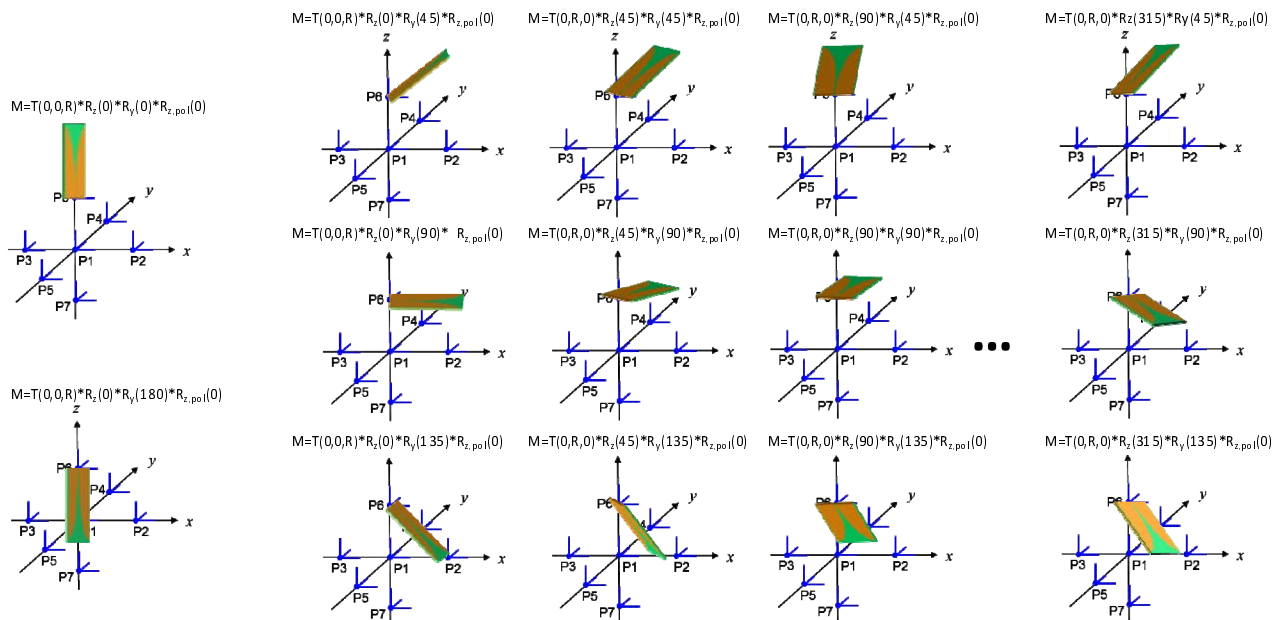 M=T(0,0,R)*Rz(0)*Ry(45)*Rz,pol(0)
M=T(0,R,0)*Rz(45)*Ry(45)*Rz,pol(0)
M=T(0,R,0)*Rz(90)*Ry(45)*Rz,pol(0)
M=T(0,R,0)*Rz(315)*Ry(45)*Rz,pol(0)
z
P6
y
P4
P3
P1
P2
x
P5
P7
z
P6
y
P4
P3
P1
P2
x
P5
P7
z
y
P4
P3
P1
P2
x
P5
P7
z
P6
y
P4
P3
P1
P2
x
P5
P7
M=T(0,0,R)*Rz(0)*Ry(0)*Rz,pol(0)
y
P4
P3
P1
P2
x
P5
P7
M=T(0,0,R)*Rz(0)*Ry(90)* Rz,pol(0)
M=T(0,R,0)*Rz(45)*Ry(90)*Rz,pol(0)
M=T(0,R,0)*Rz(90)*Ry(90)*Rz,pol(0)
M=T(0,R,0)*Rz(315)*Ry(90)*Rz,pol(0)
P6
y
P4
P3
P1
P2
x
P5
P7
P6
y
P4
P3
P1
P2
x
P5
P7
P6
y
P4
P3
P1
P2
x
P5
P7
...
y
P3
P1
P2
x
P5
P7
M=T(0,0,R)*Rz(0)*Ry(180)*Rz,pol(0)
z
y
P4
P3
P2
x
P5
P7
M=T(0,0,R)*Rz(0)*Ry(135)*Rz,pol(0)
M=T(0,R,0)*Rz(45)*Ry(135)*Rz,pol(0)
M=T(0,R,0)*Rz(90)*Ry(135)*Rz,pol(0)
M=T(0,R,0)*Rz(315)*Ry(135)*Rz,pol(0)
P6
y
P3
P1
P2
x
P5
P7
P6
y
P3
P1
P2
x
P5
P7
P6
y
P3
P1
P2
x
P5
P7
P6
y
P3
P1
P2
x
P5
P7